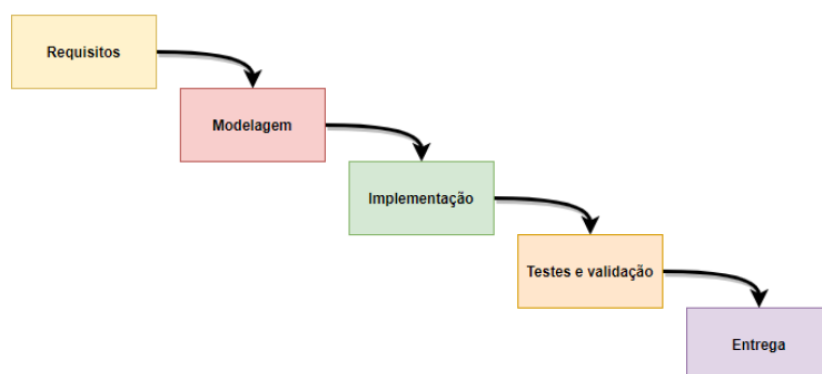 Requisitos
Modelagem
Implementação
Testes e validação
Entrega